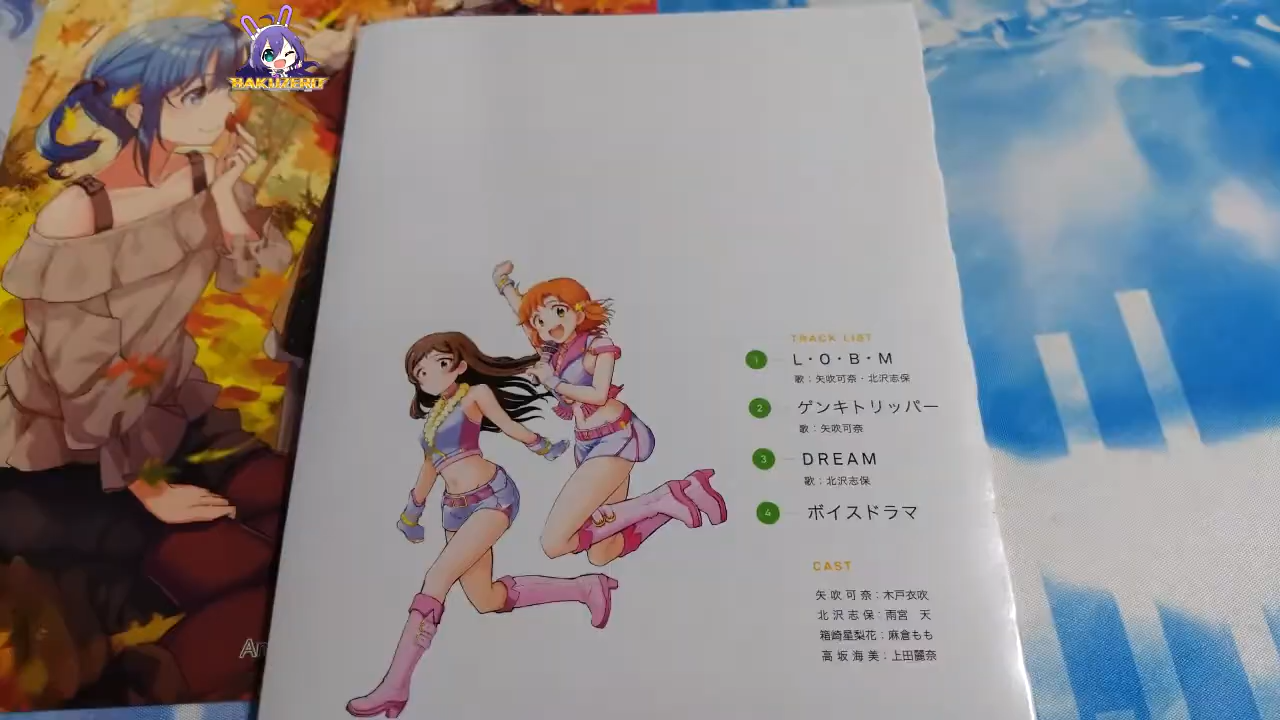 HAKUZERO
TRACK LIST
1 L・O・B・M
歌：矢吹可奈・北沢志保
2 ゲンキトリッパー
歌：矢吹可奈
3 DREAM
歌：北沢志保
4 ボイスドラマ
CAST
矢吹可奈：木戸衣吹
北沢志保：雨宮　天
箱崎星梨花：麻倉もも
高坂海美：上田麗奈
An